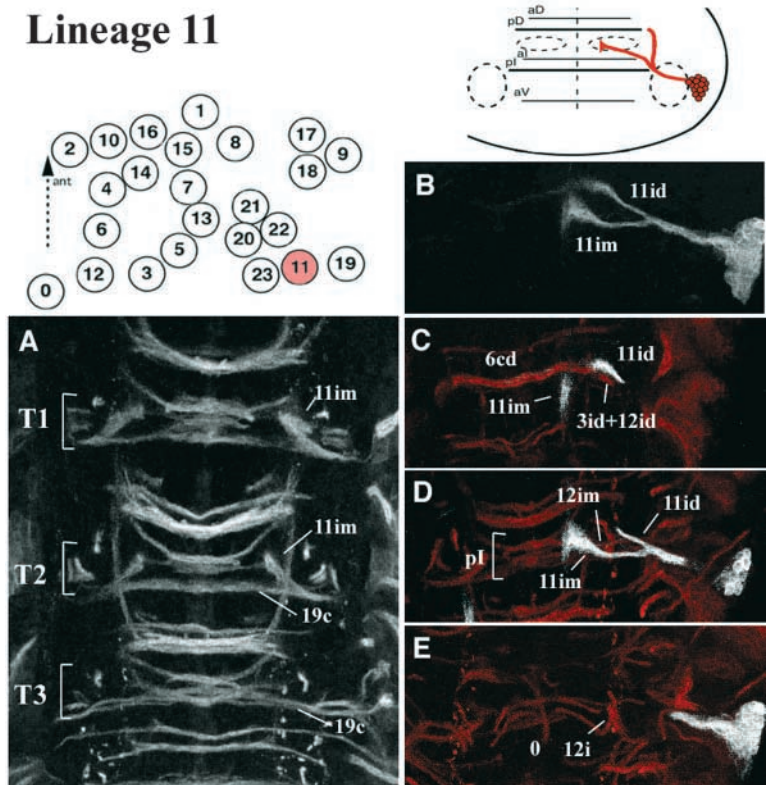 Lineage 11
1
2
10
16
15
8
17
9
14
18
4
7
21
6
13
22
20
5
12
3
23
11
19
0
ant
aD
pD
aI
pI
aV
B
11id
11im
A
T1
11im
T2
11im
19c
T3
19c
C
6cd
11id
11im
3id+12id
D
12im
11id
pI
11im
E
0
12i